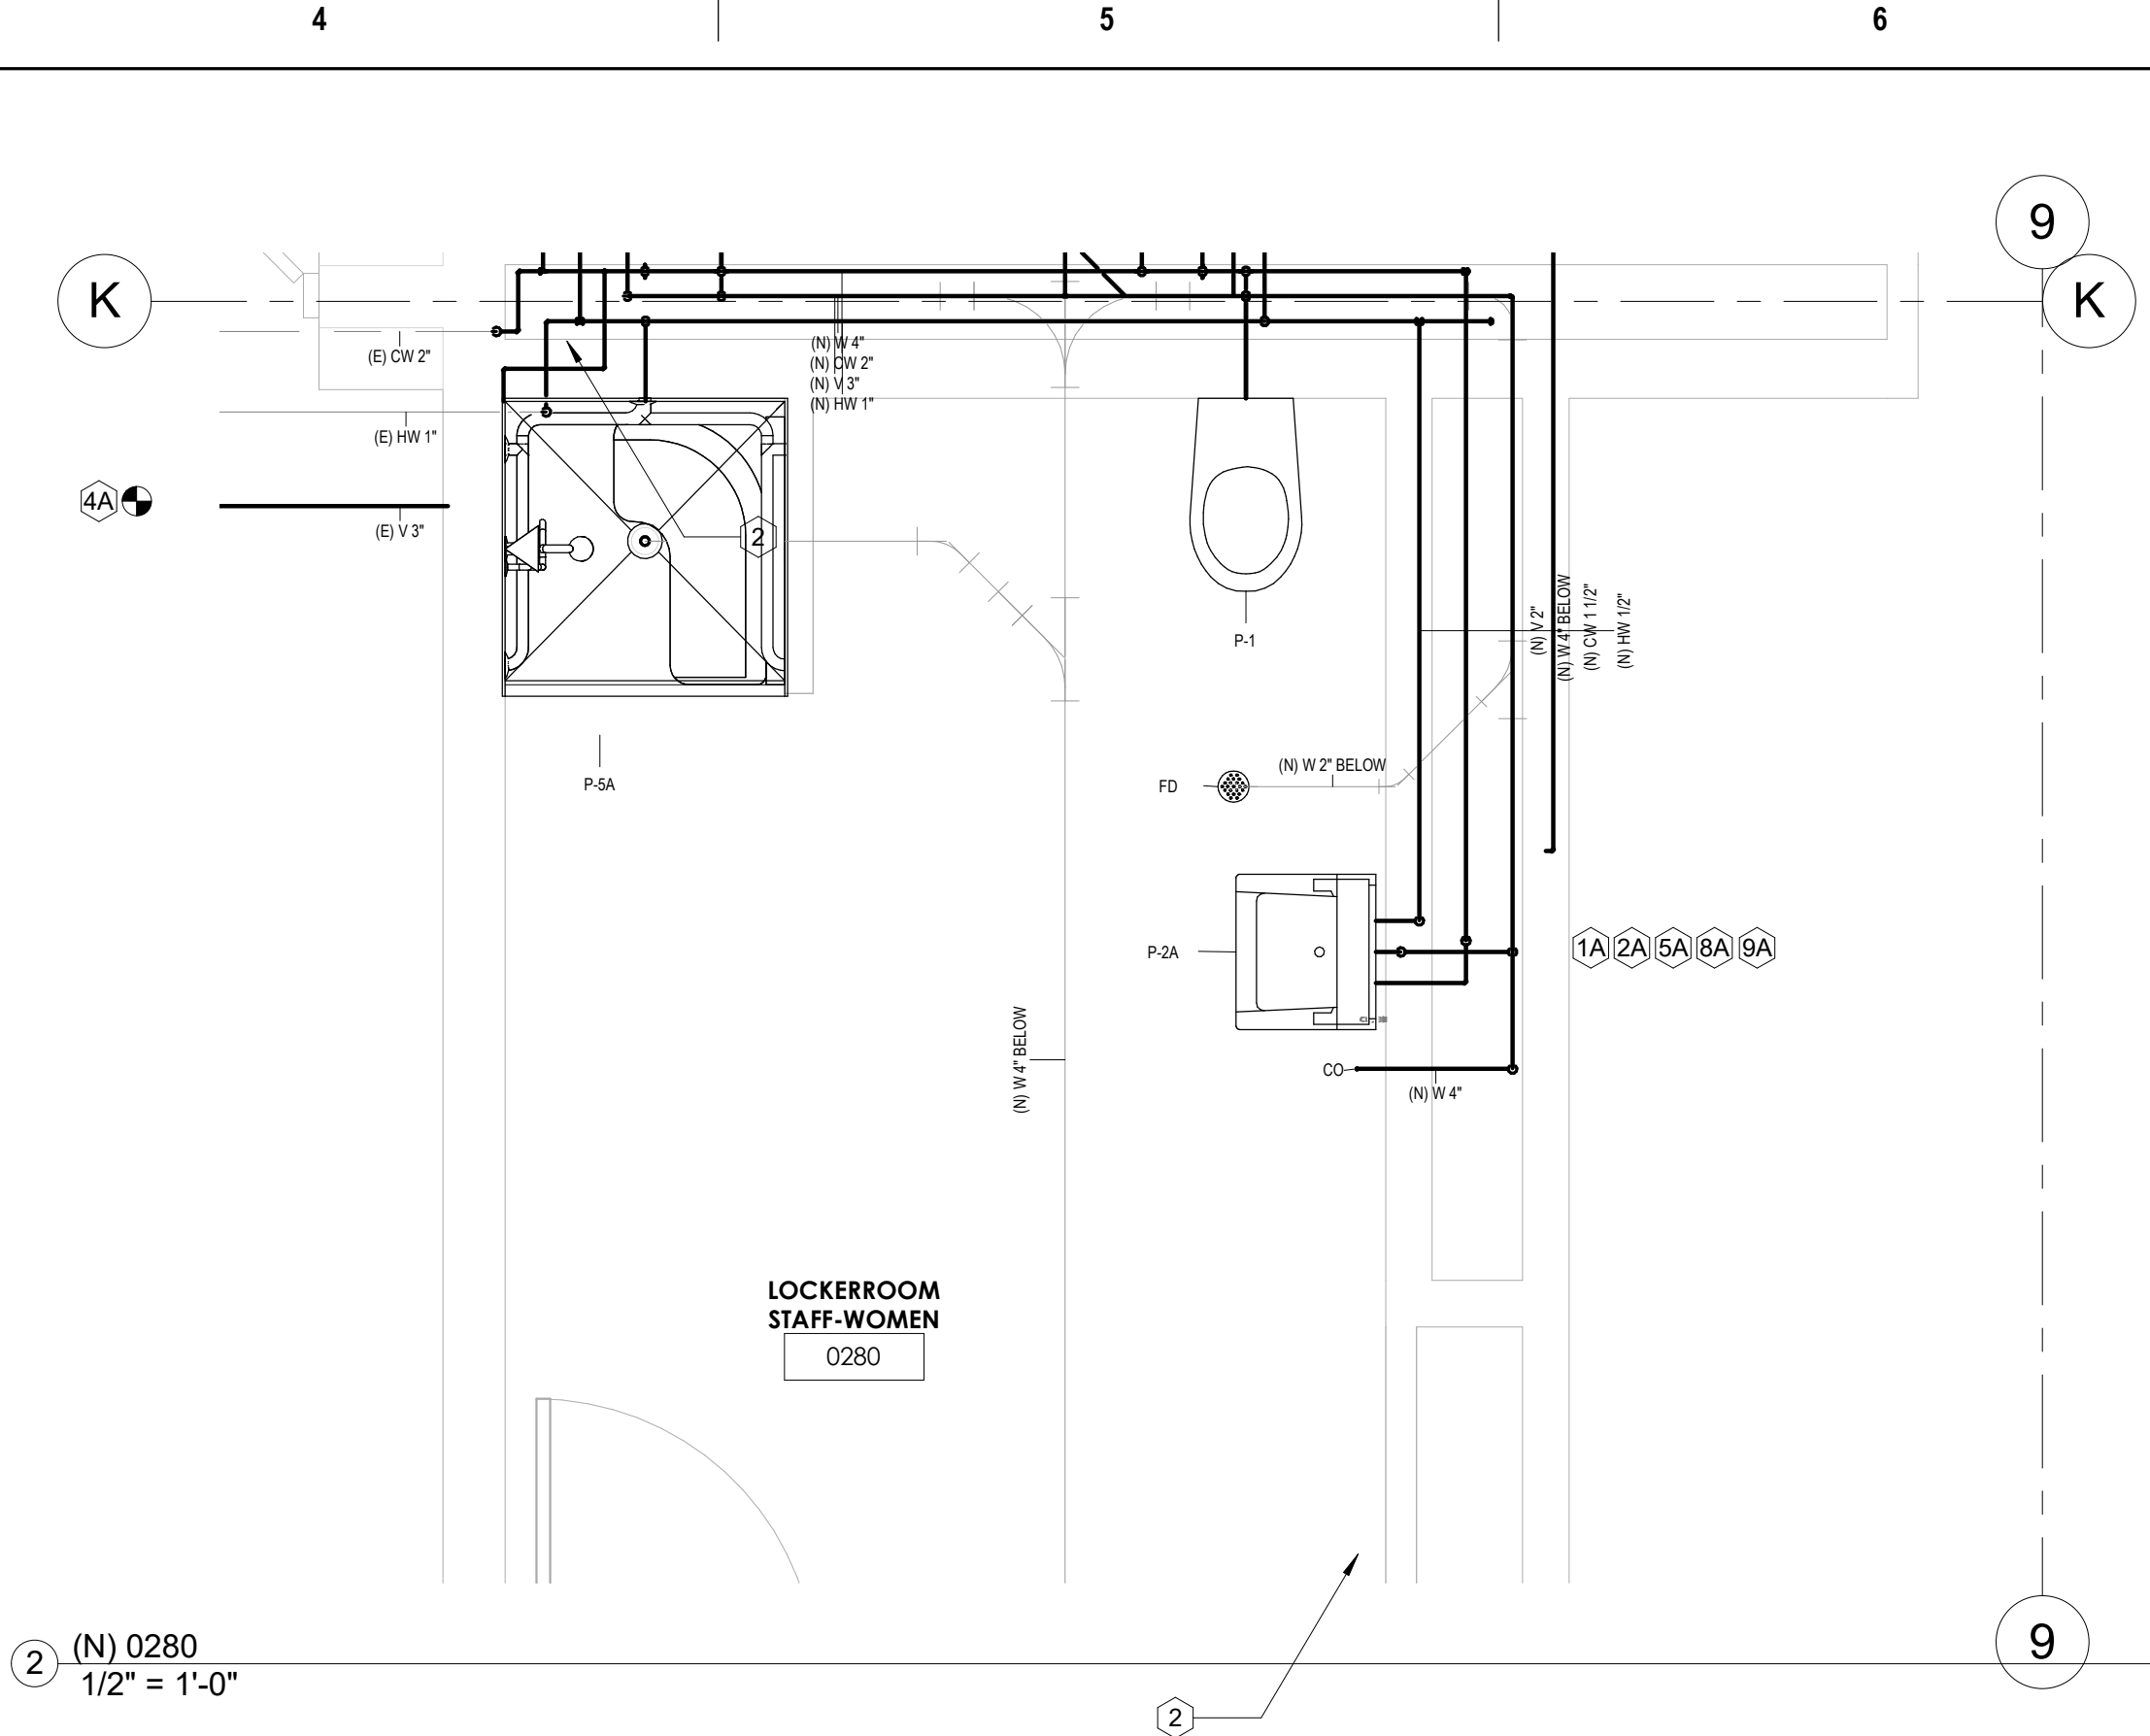 4
5
6
9
K
K
(E) CW 2"
(N) W 4"
(N) CW 2"
(N) V 3"
(N) HW 1"
(E) HW 1"
4A
(E) V 3"
2
P-1
(N) V 2"
(N) W 4" BELOW
(N) CW 1 1/2"
(N) HW 1/2"
P-5A
FD
(N) W 2" BELOW
P-2A
1A
2A
5A
8A
9A
(N) W 4" BELOW
CO
(N) W 4"
LOCKERROOM
STAFF-WOMEN
0280
2
(N) 0280
1/2" = 1'-0"
9
2